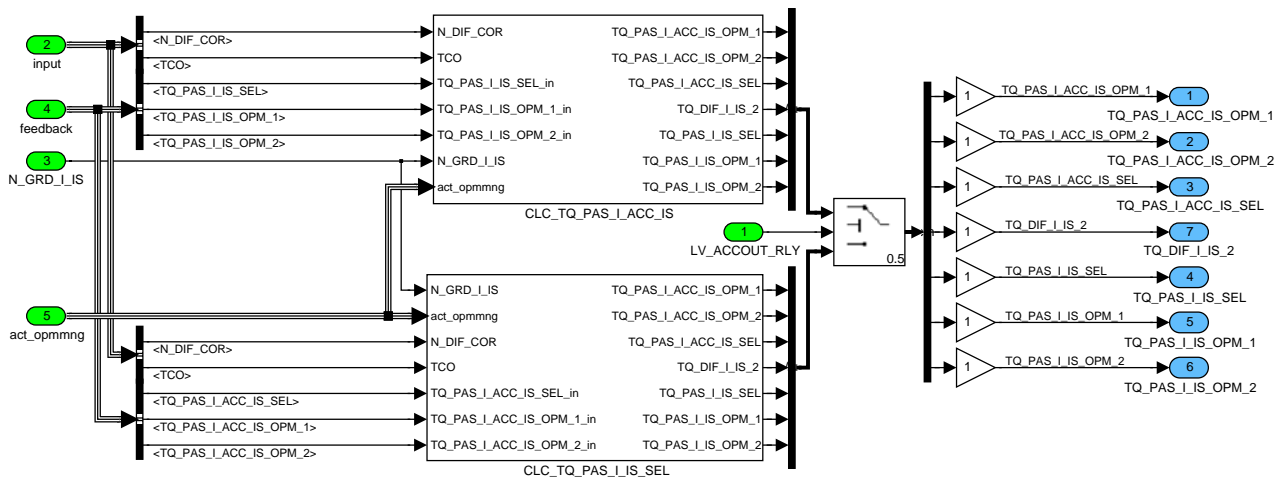 2
input
4
feedback
3
N_GRD_I_IS
5
act_opmmng
<N_DIF_COR>
<TCO>
<TQ_PAS_I_IS_SEL>
<TQ_PAS_I_IS_OPM_1>
<TQ_PAS_I_IS_OPM_2>
N_DIF_COR
TCO
TQ_PAS_I_IS_SEL_in
TQ_PAS_I_IS_OPM_1_in
TQ_PAS_I_IS_OPM_2_in
N_GRD_I_IS
act_opmmng
TQ_PAS_I_ACC_IS_OPM_1
TQ_PAS_I_ACC_IS_OPM_2
TQ_PAS_I_ACC_IS_SEL
TQ_DIF_I_IS_2
TQ_PAS_I_IS_SEL
TQ_PAS_I_IS_OPM_1
TQ_PAS_I_IS_OPM_2
CLC_TQ_PAS_I_ACC_IS
1
LV_ACCOUT_RLY
0.5
<N_DIF_COR>
<TCO>
<TQ_PAS_I_ACC_IS_SEL>
<TQ_PAS_I_ACC_IS_OPM_1>
<TQ_PAS_I_ACC_IS_OPM_2>
N_GRD_I_IS
act_opmmng
N_DIF_COR
TCO
TQ_PAS_I_ACC_IS_SEL_in
TQ_PAS_I_ACC_IS_OPM_1_in
TQ_PAS_I_ACC_IS_OPM_2_in
TQ_PAS_I_ACC_IS_OPM_1
TQ_PAS_I_ACC_IS_OPM_2
TQ_PAS_I_ACC_IS_SEL
TQ_DIF_I_IS_2
TQ_PAS_I_IS_SEL
TQ_PAS_I_IS_OPM_1
TQ_PAS_I_IS_OPM_2
CLC_TQ_PAS_I_IS_SEL
1
TQ_PAS_I_ACC_IS_OPM_1
1
TQ_PAS_I_ACC_IS_OPM_1
1
TQ_PAS_I_ACC_IS_OPM_2
2
TQ_PAS_I_ACC_IS_OPM_2
1
TQ_PAS_I_ACC_IS_SEL
3
TQ_PAS_I_ACC_IS_SEL
1
TQ_DIF_I_IS_2
7
TQ_DIF_I_IS_2
1
TQ_PAS_I_IS_SEL
4
TQ_PAS_I_IS_SEL
1
TQ_PAS_I_IS_OPM_1
5
TQ_PAS_I_IS_OPM_1
1
TQ_PAS_I_IS_OPM_2
6
TQ_PAS_I_IS_OPM_2